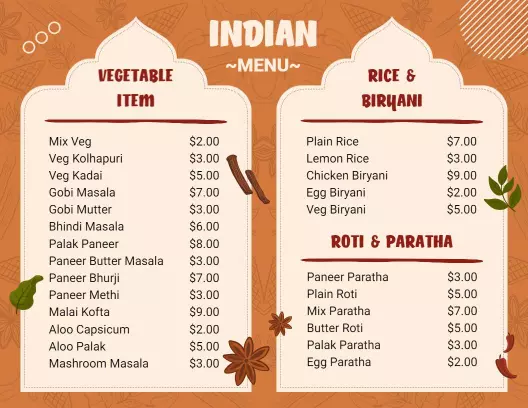 INDIAN
~MENU~
VEGETABLE
ITEM
Mix Veg $2.00
Veg Kolhapuri $3.00
Veg Kadai $5.00
Gobi Masala $7.00
Gobi Mutter $3.00
Bhindi Masala $6.00
Palak Paneer $8.00
Paneer Butter Masala $3.00
Paneer Bhurji $7.00
Paneer Methi $3.00
Malai Kofta $9.00
Aloo Capsicum $2.00
Aloo Palak $5.00
Mashroom Masala $3.00
RICE &
BIRYANI
Plain Rice $7.00
Lemon Rice $3.00
Chicken Biryani $9.00
Egg Biryani $2.00
Veg Biryani $5.00
ROTI & PARATHA
Paneer Paratha $3.00
Plain Roti $5.00
Mix Paratha $7.00
Butter Roti $5.00
Palak Paratha $3.00
Egg Paratha $2.00